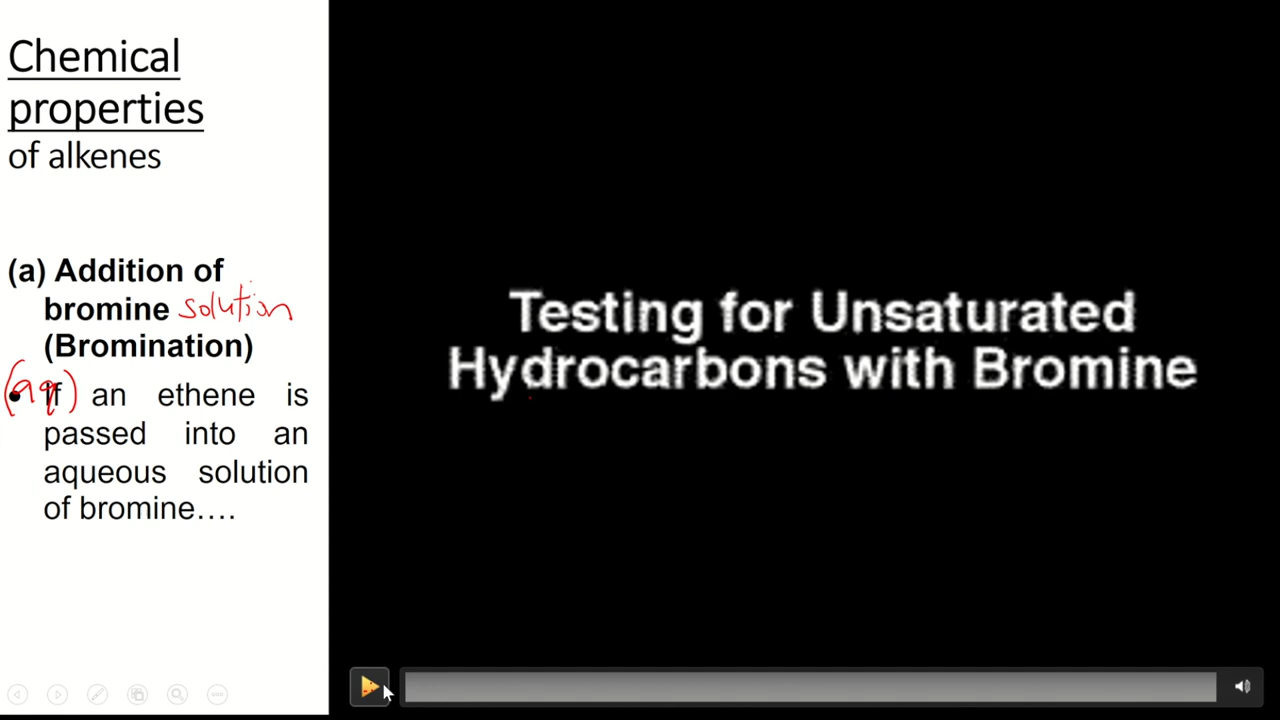 Chemical
properties
of alkenes
(a) Addition of
bromine solution
(Bromination)
(aq)
• If an ethene is
passed into an
aqueous solution
of bromine….
Testing for Unsaturated
Hydrocarbons with Bromine